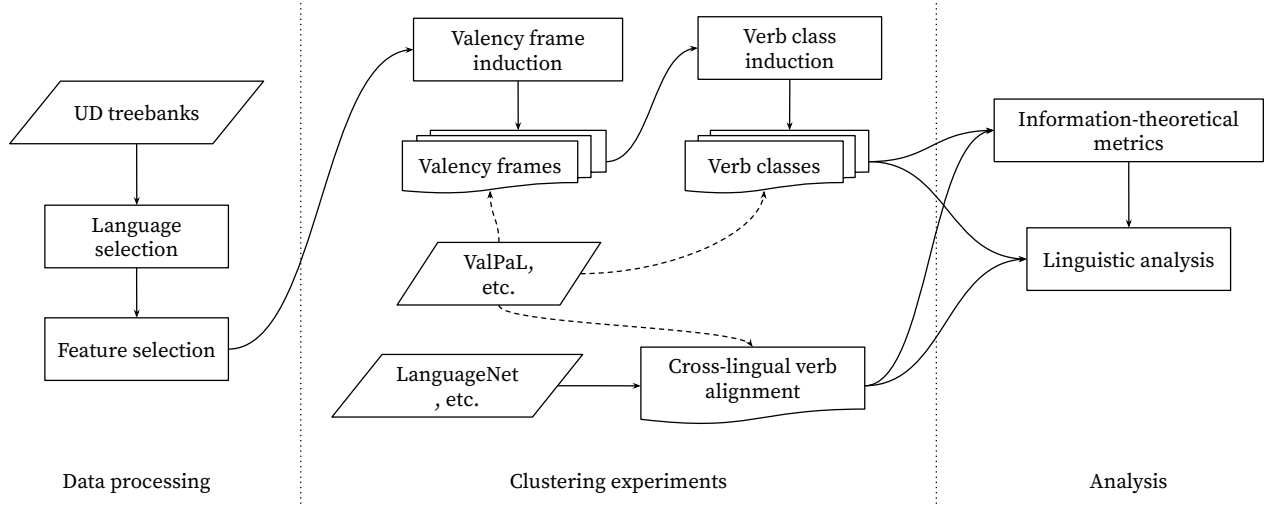 UD treebanks
Language
selection
Feature selection
Valency frame
induction
Valency frames
Verb class
induction
Verb classes
ValPaL,
etc.
LanguageNet
, etc.
Cross-lingual verb
alignment
Information-theoretical
metrics
Linguistic analysis
Data processing
Clustering experiments
Analysis